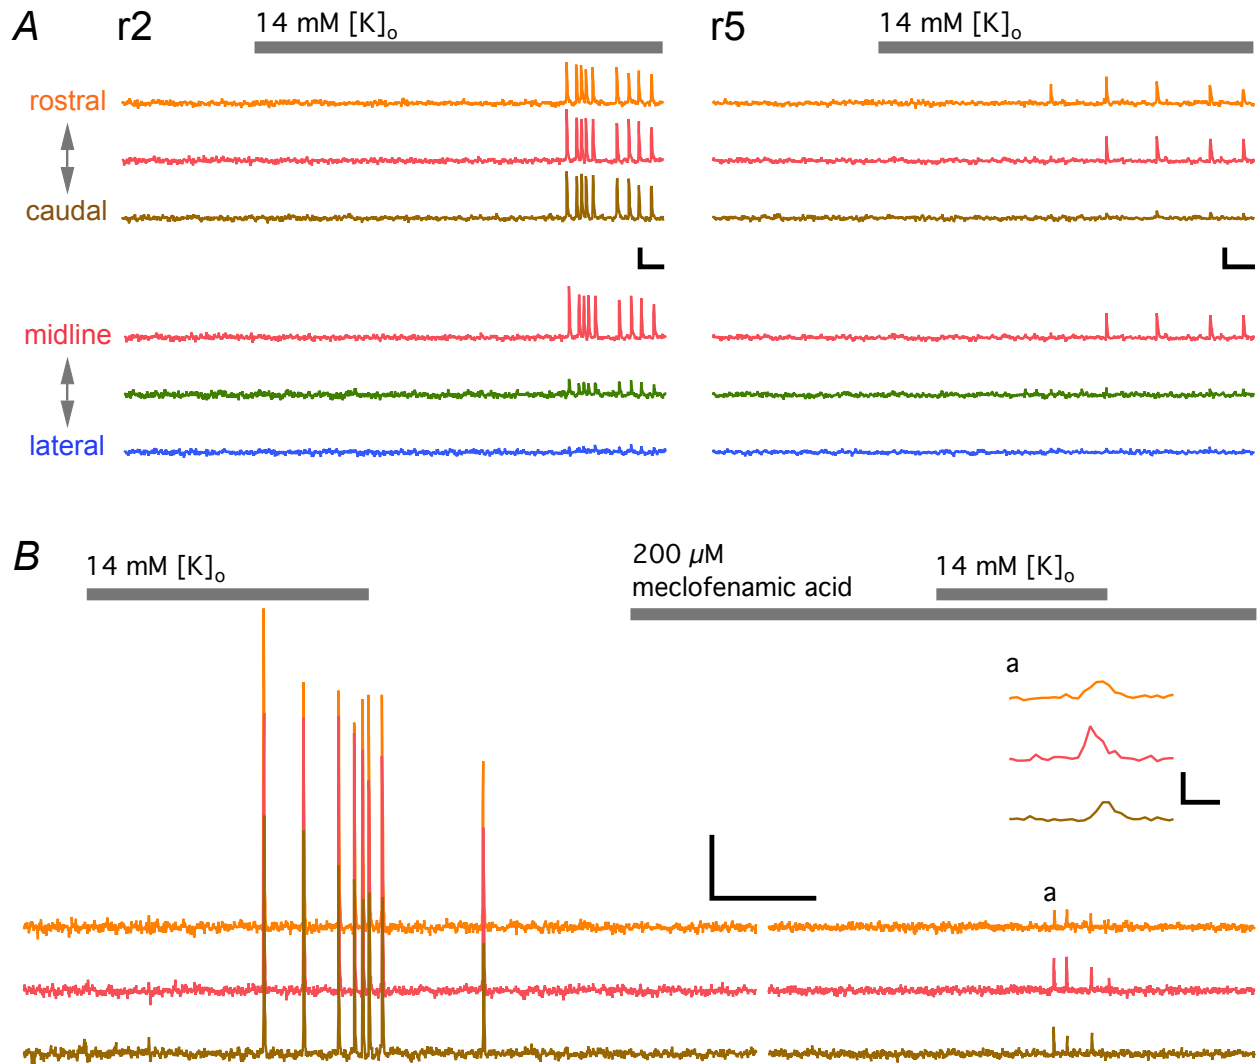 A r2 14 mM [K]o r5 14 mM [K]o
rostral
caudal
midline
lateral
B 14 mM [K]o
200 µM
meclofenamic acid
14 mM [K]o
a
a